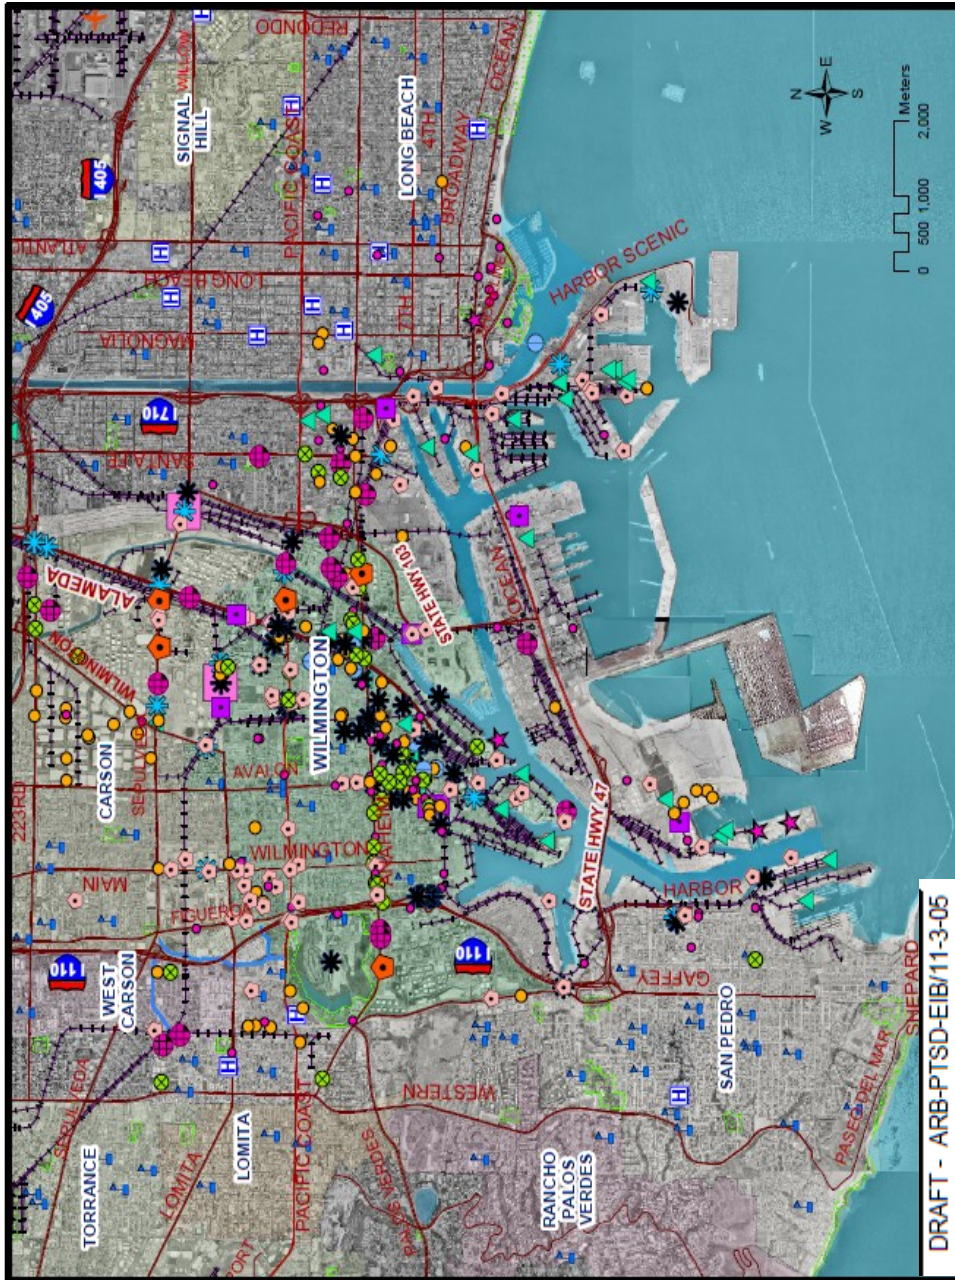 TORRANCE
SEPULVEDA
LOMITA
LOMITA
PACIFIC COAST
PALOS VERDES
RANCHO
PALOS
VERDES
WESTERN
SAN PEDRO
PASEO DEL MAR
SHEPARD
GAFFEY
HARBOR
WEST
CARSON
110
110
FIGUEROA
MAIN
WILMINGTON
ANAHEIM
STATE HWY 47
223RD
CARSON
SEPULVEDA
AVALON
WILMINGTON
WILMINGTON
ALAMEDA
STATE HWY 103
OCEAN
SANTA FE
I 710
I 405
I 405
MAGNOLIA
LONG BEACH
ATLANTIC
PACIFIC COAST
7TH
4TH
BROADWAY
OCEAN
LONG BEACH
HARBOR SCENIC
SIGNAL
HILL
WILLOW
REDONDO
H
H
H
H
H
H
H
H
H
H
H
H
N
W
E
S
0 500 1,000 2,000
Meters
DRAFT - ARB-PTSD-EIB/11-3-05